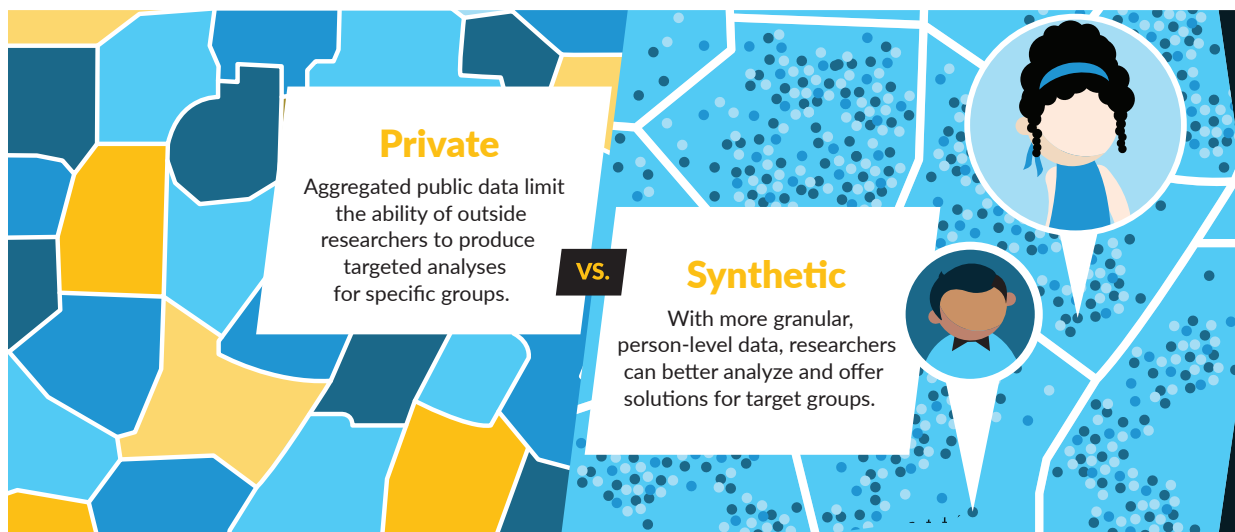 Private
Aggregated public data limit
the ability of outside
researchers to produce
targeted analyses
for specific groups.
VS.
Synthetic
With more granular,
person-level data, researchers
can better analyze and offer
solutions for target groups.